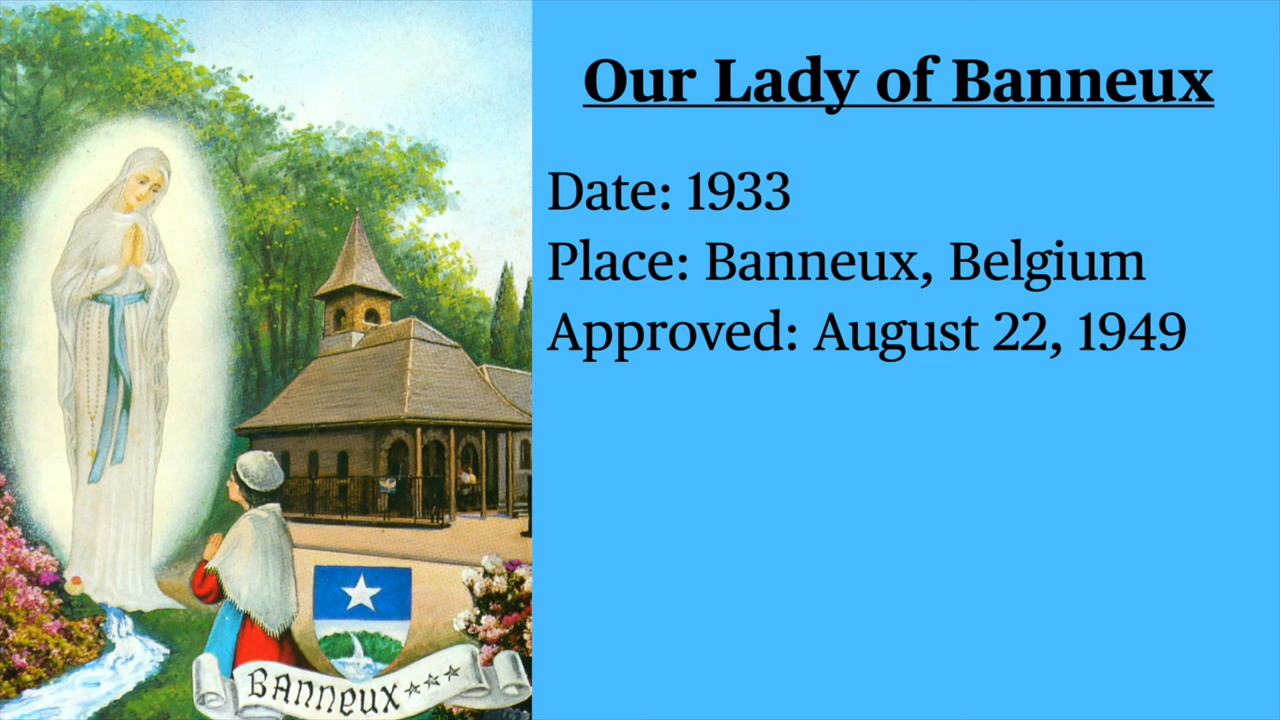 Our Lady of Banneux
Date: 1933
Place: Banneux, Belgium
Approved: August 22, 1949
BANNEUX